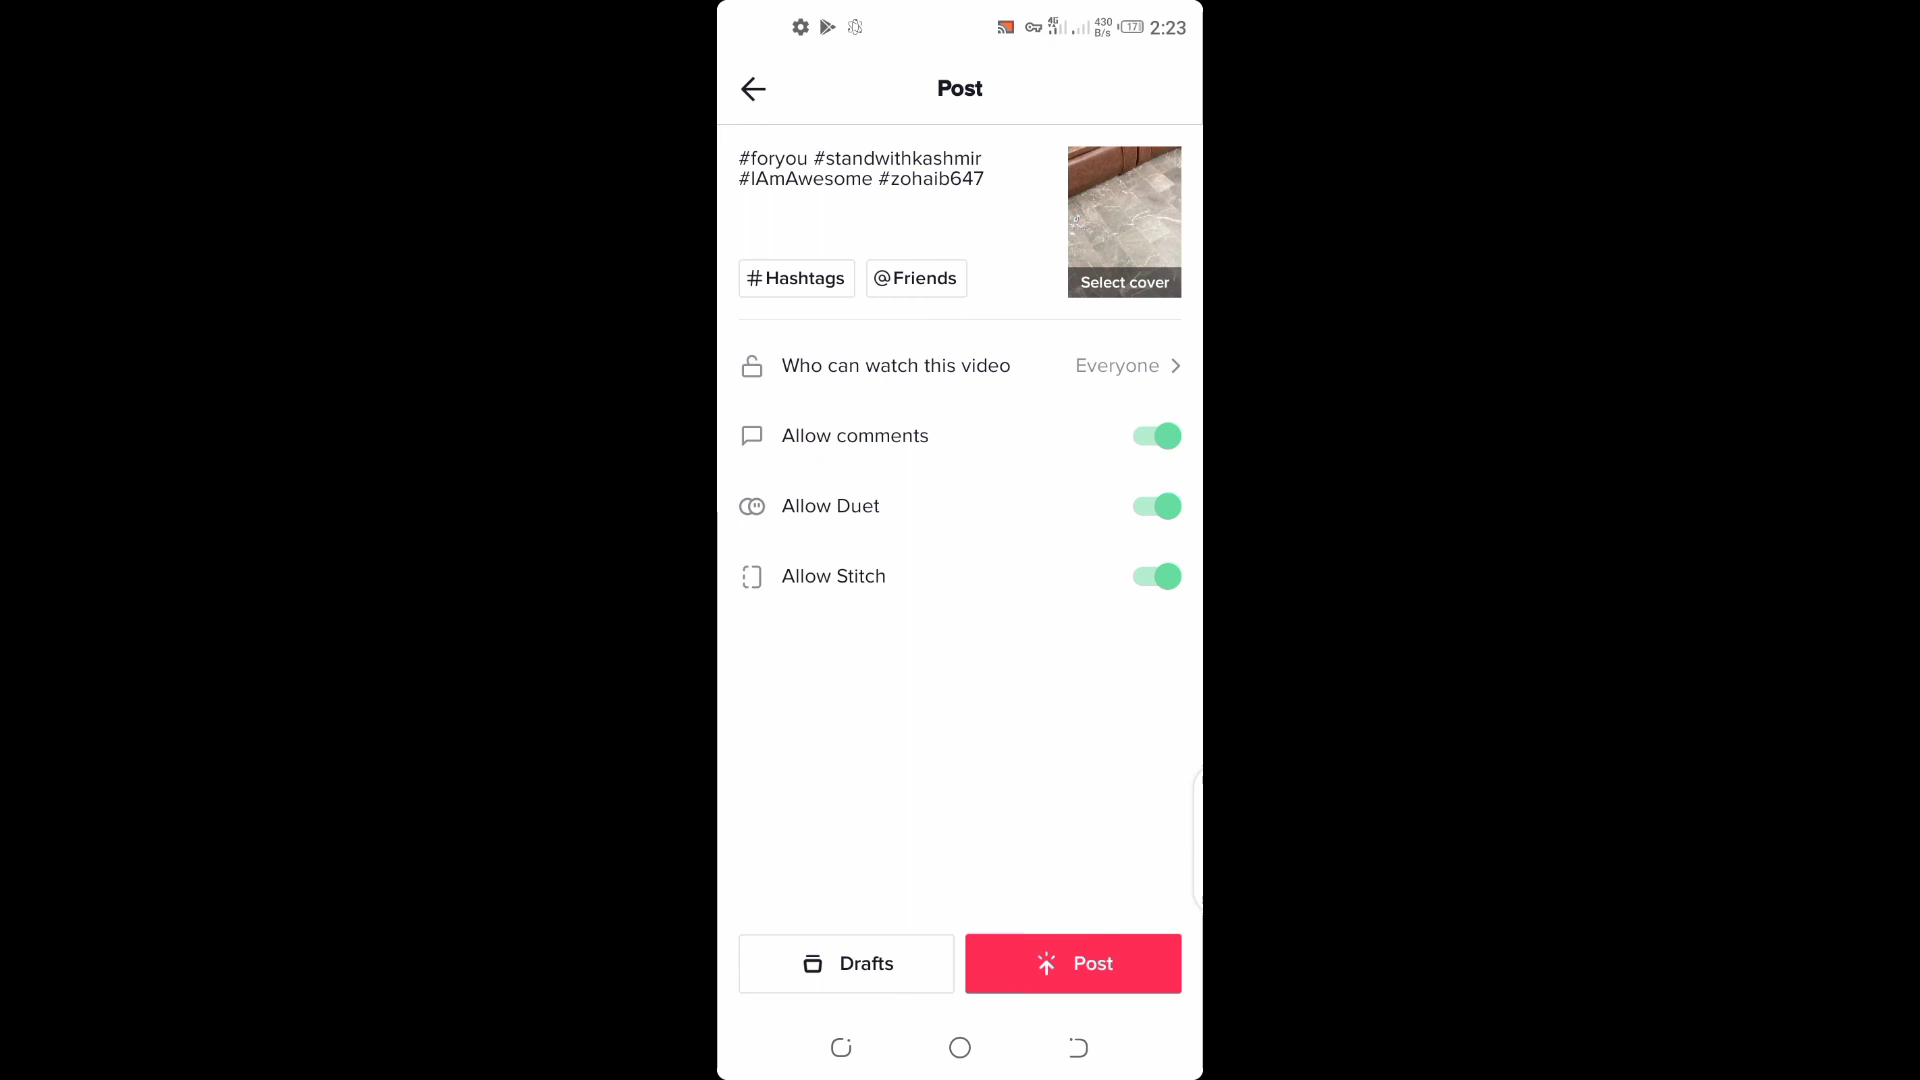 430
B/s
17
2:23
Post
#foryou #standwithkashmir
#IAmAwesome #zohaib647
#Hashtags
@Friends
Select cover
Who can watch this video
Everyone
Allow comments
Allow Duet
Allow Stitch
Drafts
Post